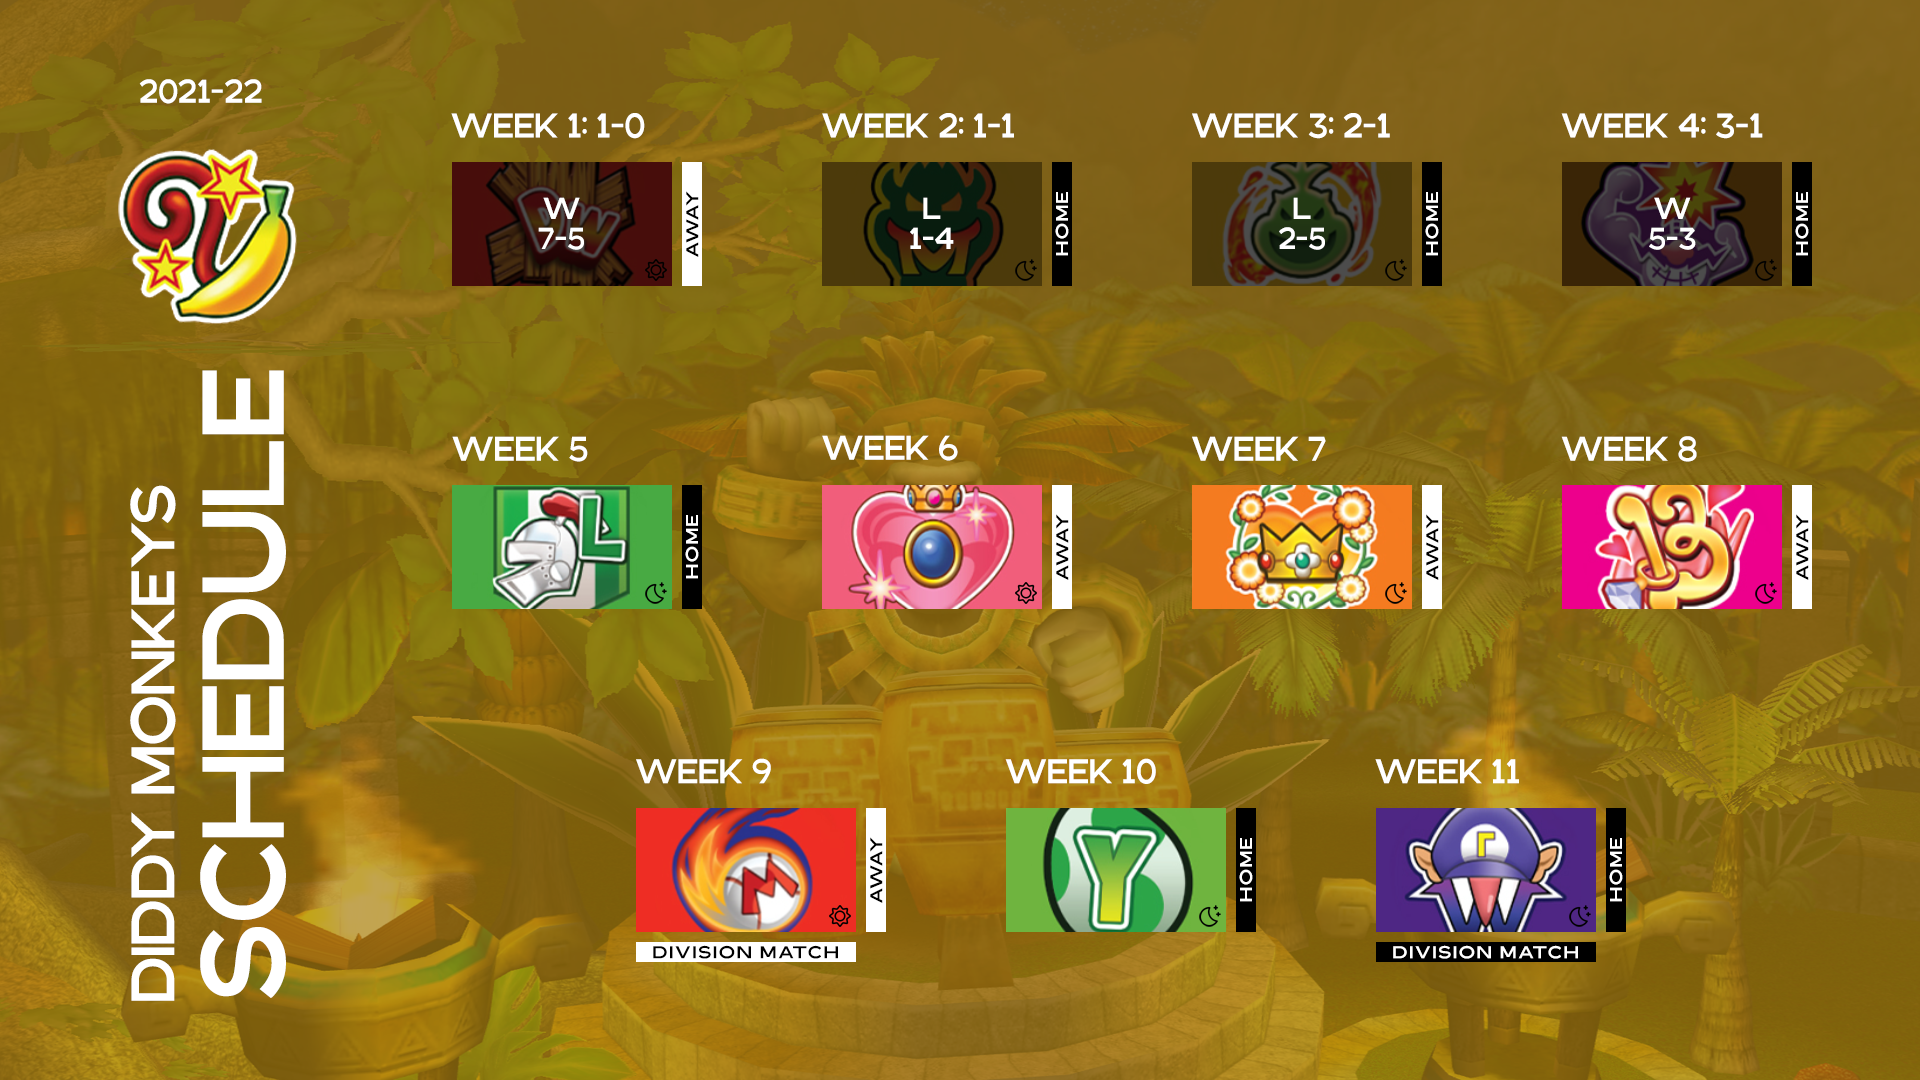 2021-22
DIDDY MONKEYS
SCHEDULE
WEEK 1: 1-0
W
7-5
AWAY
WEEK 2: 1-1
L
1-4
HOME
WEEK 3: 2-1
L
2-5
HOME
WEEK 4: 3-1
W
5-3
HOME
WEEK 5
L
HOME
WEEK 6
AWAY
WEEK 7
AWAY
WEEK 8
AWAY
WEEK 9
M
AWAY
DIVISION MATCH
WEEK 10
Y
HOME
WEEK 11
Γ
W
HOME
DIVISION MATCH